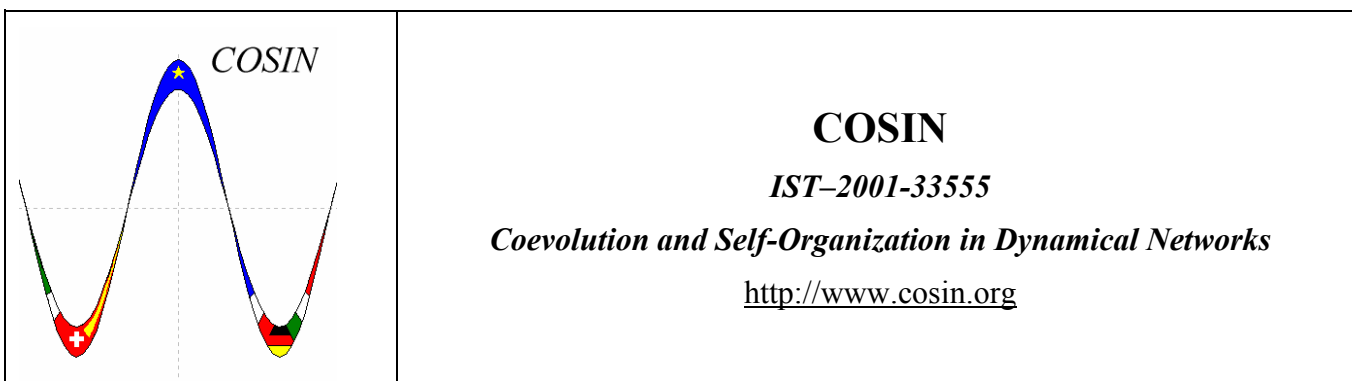 COSIN
COSIN
IST–2001-33555
Coevolution and Self-Organization in Dynamical Networks
http://www.cosin.org